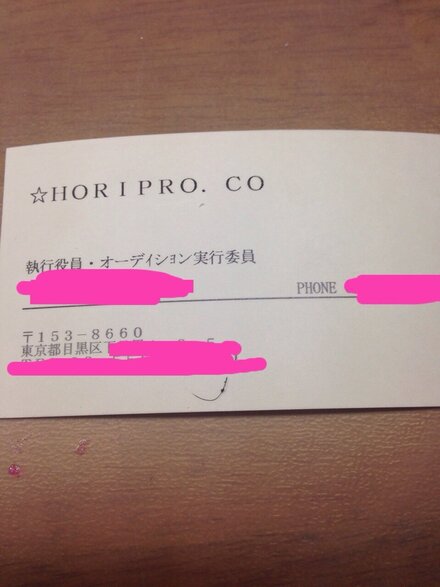 ☆HORIPRO. CO
執行役員・オーディション実行委員
PHONE
〒153-8660
東京都目黒区